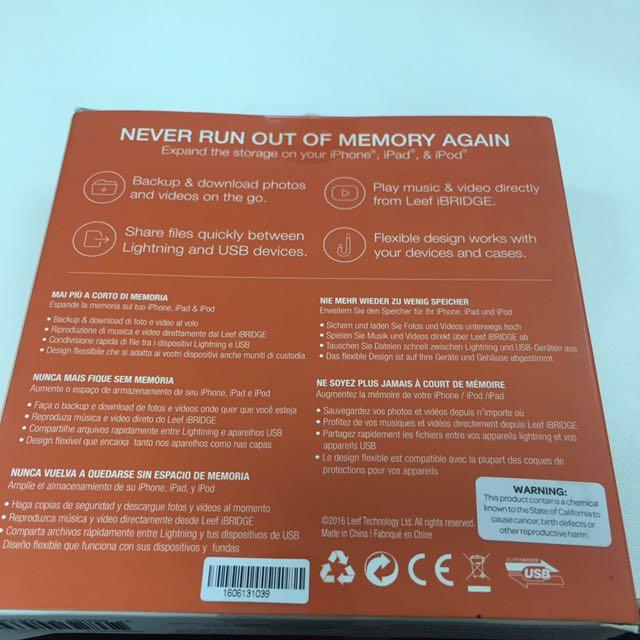 NEVER RUN OUT OF MEMORY AGAIN
Expand the storage on your iPhone®, iPad®, & iPod®
Backup & download photos
and videos on the go.
Play music & video directly
from Leef iBRIDGE.
Share files quickly between
Lightning and USB devices.
Flexible design works with
your devices and cases.
MAI PIÙ A CORTO DI MEMORIA
Espande la memoria sul tuo iPhone, iPad & iPod
• Backup & download di foto e video al volo
• Riproduzione di musica e video direttamente dal Leef iBRIDGE
• Condivisione rapida di file tra i dispositivi Lightning e USB
• Design flessibile che si adatta ai vostri dispositivi anche muniti di custodia.
NIE MEHR WIEDER ZU WENIG SPEICHER
Erweitern Sie den Speicher für Ihr iPhone, iPad und iPod
• Sichern und laden Sie Fotos und Videos unterwegs hoch
• Spielen Sie Musik und Videos direkt über Leef iBRIDGE ab
• Tauschen Sie Dateien schnell zwischen Lightning und USB-Geräten aus
• Das flexible Design ist auf Ihre Geräte und Gehäuse abgestimmt
NUNCA MAIS FIQUE SEM MEMÓRIA
Aumente o espaço de armazenamento de seu iPhone, iPad e iPod
• Faça o backup e download de fotos e vídeos onde quer que você esteja
• Reproduza música e vídeo direto do Leef iBRIDGE
• Compartilhe arquivos rapidamente entre Lightning e aparelhos USB
• Design flexível que encaixa tanto nos aparelhos como nas capas
NE SOYEZ PLUS JAMAIS À COURT DE MÉMOIRE
Augmentez la mémoire de votre iPhone / iPod /iPad
• Sauvegardez vos photos et vidéos depuis n'importe où
• Profitez de vos musiques et vidéos directement depuis Leef iBRIDGE
• Partagez rapidement les fichiers entre vos appareils lightning et vos
appareils USB
• Le design flexible est compatible avec la plupart des coques de
protections pour vos appareils
NUNCA VUELVA A QUEDARSE SIN ESPACIO DE MEMORIA
Amplíe el almacenamiento de su iPhone, iPad, y iPod
• Haga copias de seguridad y descargue fotos y videos al momento
• Reproduzca música y video directamente desde Leef iBRIDGE
• Comparta archivos rápidamente entre Lightning y tus dispositivos de USB
Diseño flexible que funciona con sus dispositivos y fundas
WARNING:
This product contains a chemical
known to the State of California to
cause cancer, birth defects or
other reproductive harm.
©2016 Leef Technology Ltd. All rights reserved.
Made in China | Fabriqué en Chine
1606131039
CE
SUPERSPEED
USB